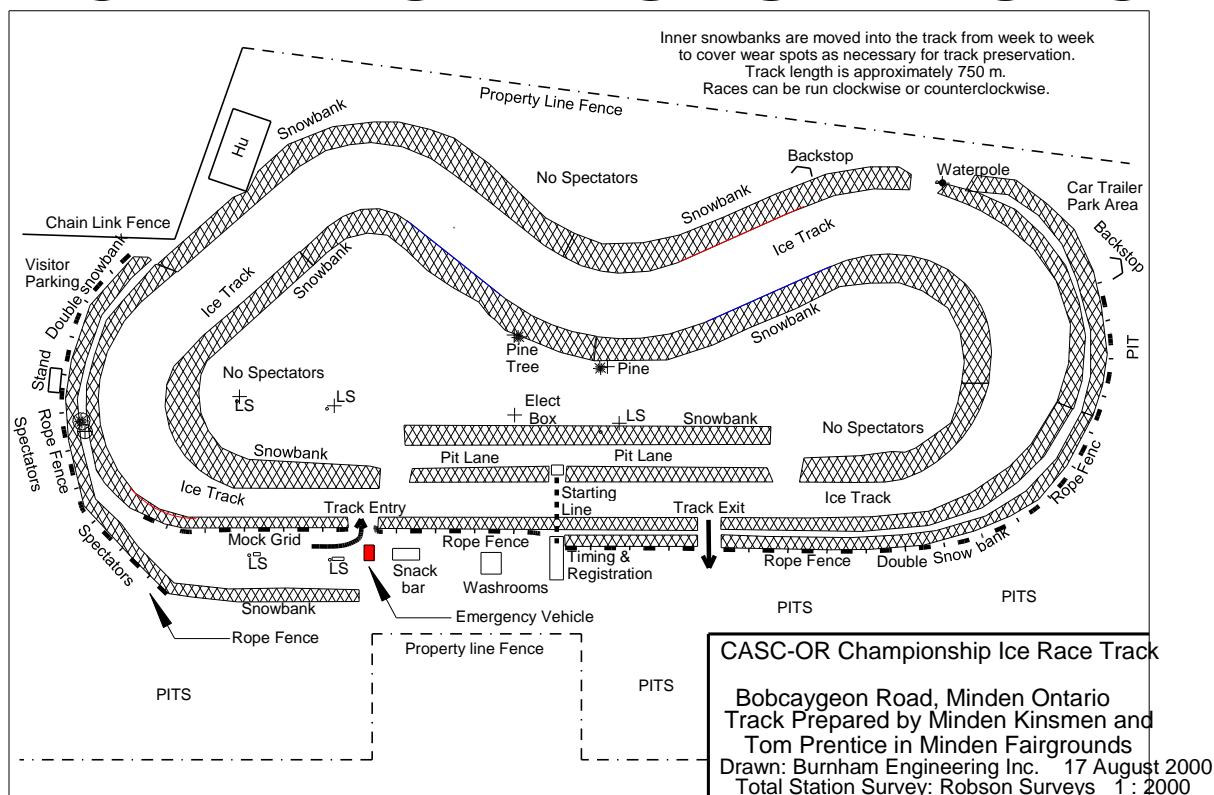 Inner snowbanks are moved into the track from week to week
to cover wear spots as necessary for track preservation.
Track length is approximately 750 m.
Races can be run clockwise or counterclockwise.
Property Line Fence
Snowbank
Hu
No Spectators
Backstop
Waterpole
Car Trailer
Park Area
Snowbank
Chain Link Fence
Ice Track
Backstop
Visitor
Parking
Double snowbank
Ice Track
Snowbank
Snowbank
PIT
Pine
Tree
Pine
Stand
No Spectators
LS
LS
Elect
Box
LS
Snowbank
No Spectators
Rope Fence
Spectators
Snowbank
Pit Lane
Pit Lane
Rope Fenc
Ice Track
Track Entry
Starting
Line
Track Exit
Ice Track
Mock Grid
Rope Fence
Spectators
LS
LS
Snack
bar
Washrooms
Timing &
Registration
Rope Fence
Double
Snow bank
Snowbank
Emergency Vehicle
PITS
PITS
Rope Fence
Property line Fence
PITS
PITS
CASC-OR Championship Ice Race Track
Bobcaygeon Road, Minden Ontario
Track Prepared by Minden Kinsmen and
Tom Prentice in Minden Fairgrounds
Drawn: Burnham Engineering Inc. 17 August 2000
Total Station Survey: Robson Surveys 1 : 2000